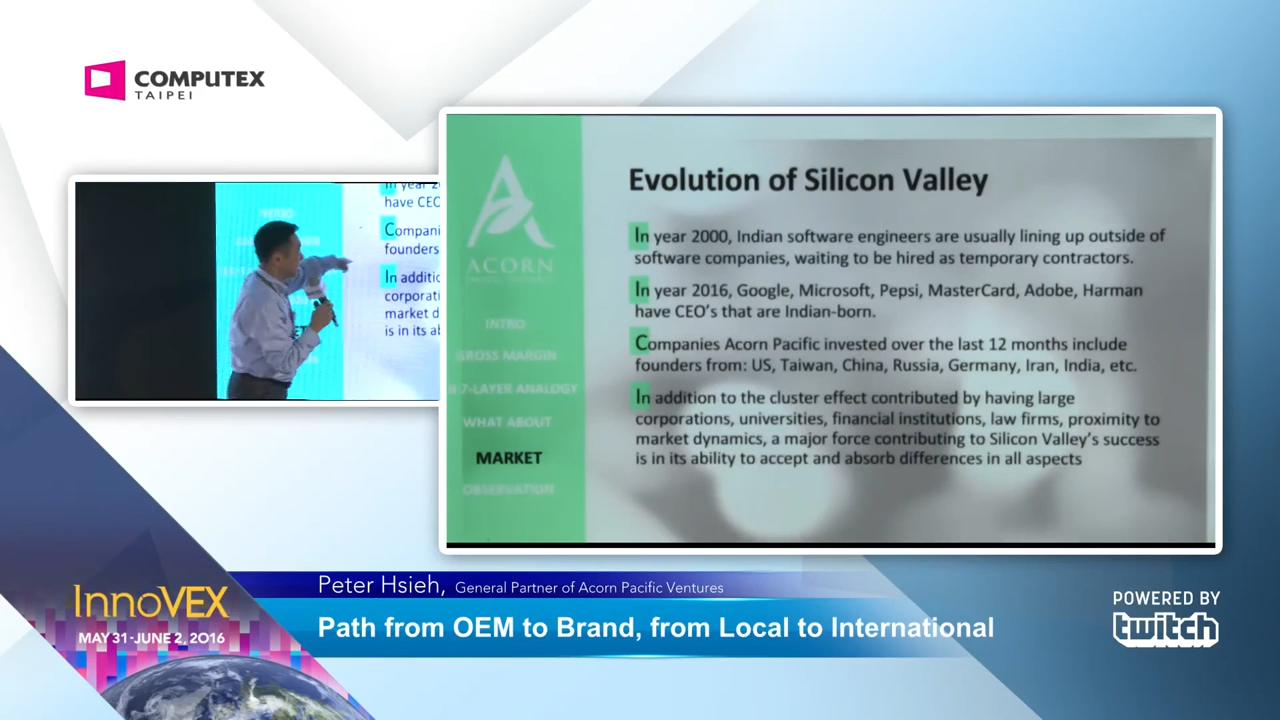 COMPUTEX
TAIPEI
In year 2
have CEO
Compani
founders
In additio
corporati
market d
is in its ab
ACORN
INTRO
GROSS MARGIN
7-LAYER ANALOGY
WHAT ABOUT
MARKET
OBSERVATION
Evolution of Silicon Valley
In year 2000, Indian software engineers are usually lining up outside of
software companies, waiting to be hired as temporary contractors.
In year 2016, Google, Microsoft, Pepsi, MasterCard, Adobe, Harman
have CEO's that are Indian-born.
Companies Acorn Pacific invested over the last 12 months include
founders from: US, Taiwan, China, Russia, Germany, Iran, India, etc.
In addition to the cluster effect contributed by having large
corporations, universities, financial institutions, law firms, proximity to
market dynamics, a major force contributing to Silicon Valley's success
is in its ability to accept and absorb differences in all aspects
InnoVEX
MAY 31-JUNE 2, 2016
Peter Hsieh, General Partner of Acorn Pacific Ventures
Path from OEM to Brand, from Local to International
POWERED BY
twitch